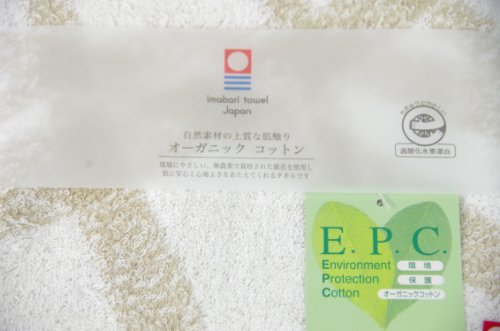 imabari towel
Japan
自然素材の上質な肌触り
オーガニック コットン
環境にやさしい、無農薬で栽培された綿花を使用し
肌に安心と心地よさをあたえてくれるタオルです
過酸化水素漂白
E.P.C.
Environment 環境
Protection 保護
Cotton オーガニックコットン